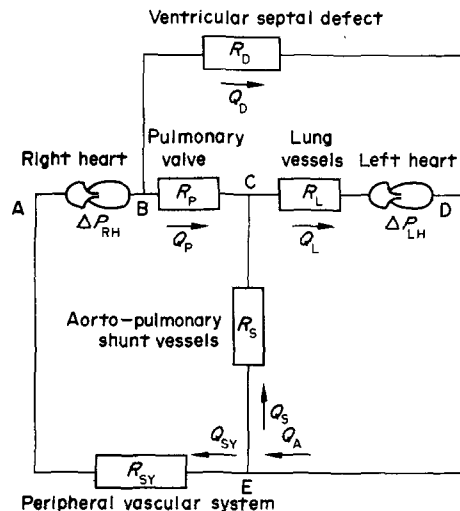 Ventricular septal defect
R_D
Q_D
Pulmonary valve
Lung vessels
Right heart
Left heart
A
B
R_P
C
R_L
D
ΔP_RH
Q_P
Q_L
ΔP_LH
Aorto-pulmonary shunt vessels
R_S
Q_S
Q_SY
Q_A
R_SY
E
Peripheral vascular system